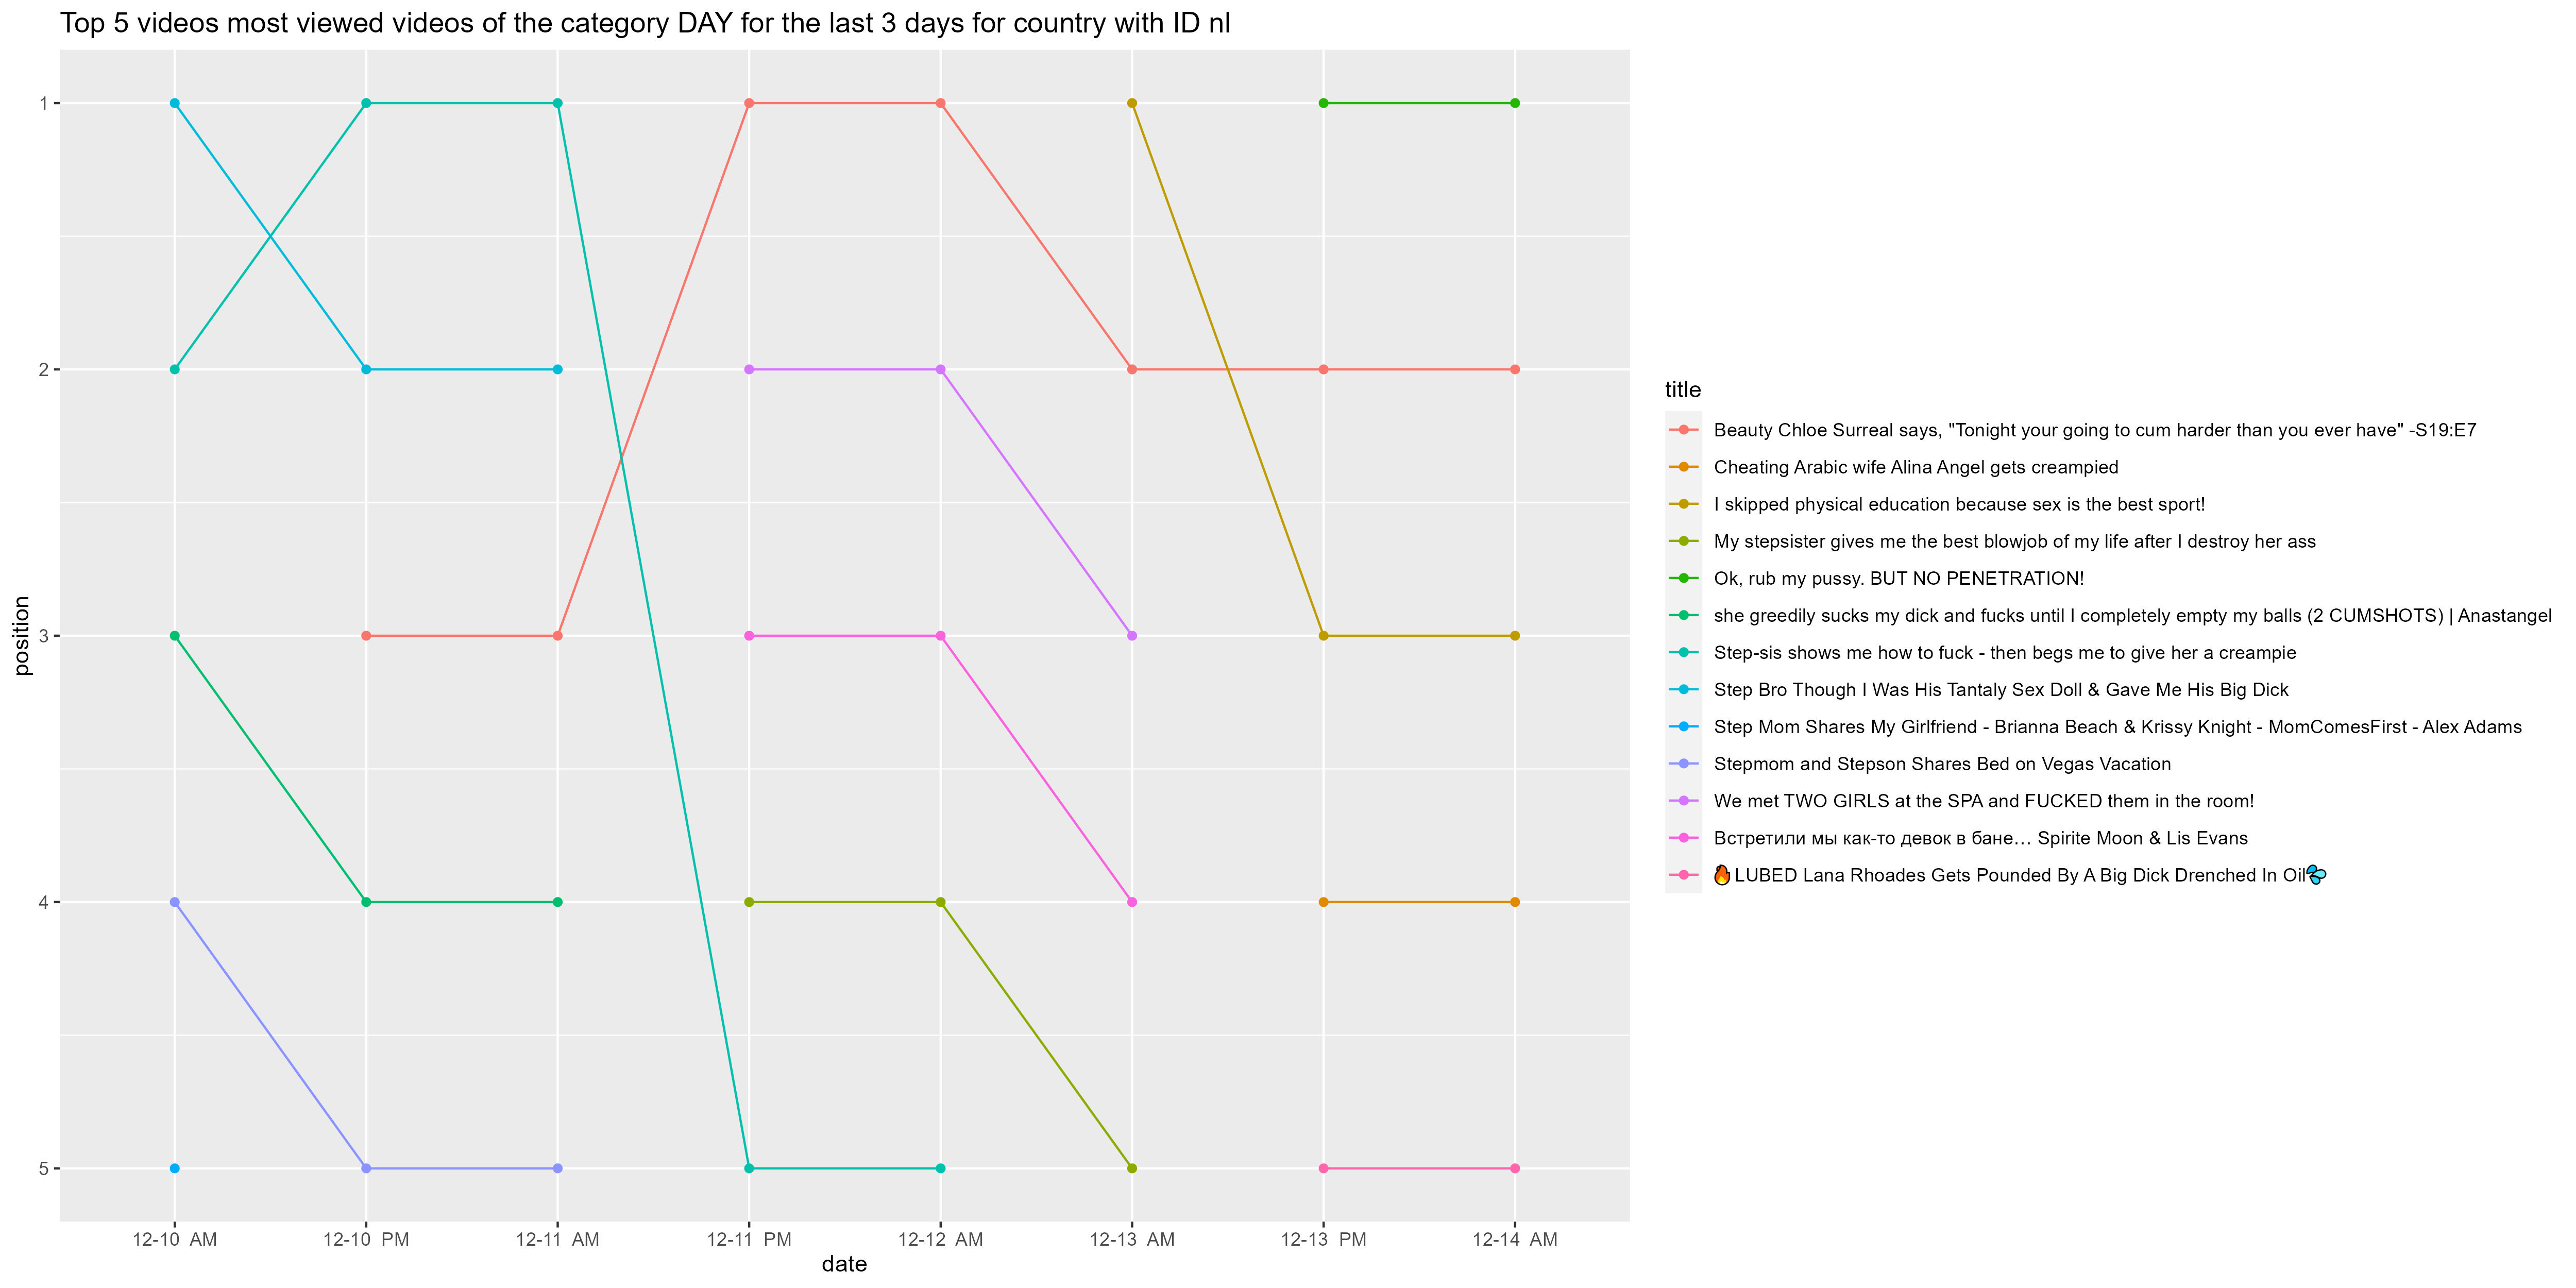 Top 5 videos most viewed videos of the category DAY for the last 3 days for country with ID nl
position
1
2
3
4
5
12-10 AM
12-10 PM
12-11 AM
12-11 PM
12-12 AM
12-13 AM
12-13 PM
12-14 AM
date
title
Beauty Chloe Surreal says, "Tonight your going to cum harder than you ever have" -S19:E7
Cheating Arabic wife Alina Angel gets creampied
I skipped physical education because sex is the best sport!
My stepsister gives me the best blowjob of my life after I destroy her ass
Ok, rub my pussy. BUT NO PENETRATION!
she greedily sucks my dick and fucks until I completely empty my balls (2 CUMSHOTS) | Anastangel
Step-sis shows me how to fuck - then begs me to give her a creampie
Step Bro Though I Was His Tantaly Sex Doll & Gave Me His Big Dick
Step Mom Shares My Girlfriend - Brianna Beach & Krissy Knight - MomComesFirst - Alex Adams
Stepmom and Stepson Shares Bed on Vegas Vacation
We met TWO GIRLS at the SPA and FUCKED them in the room!
Встретили мы как-то девок в бане… Spirite Moon & Lis Evans
🔥LUBED Lana Rhoades Gets Pounded By A Big Dick Drenched In Oil💦